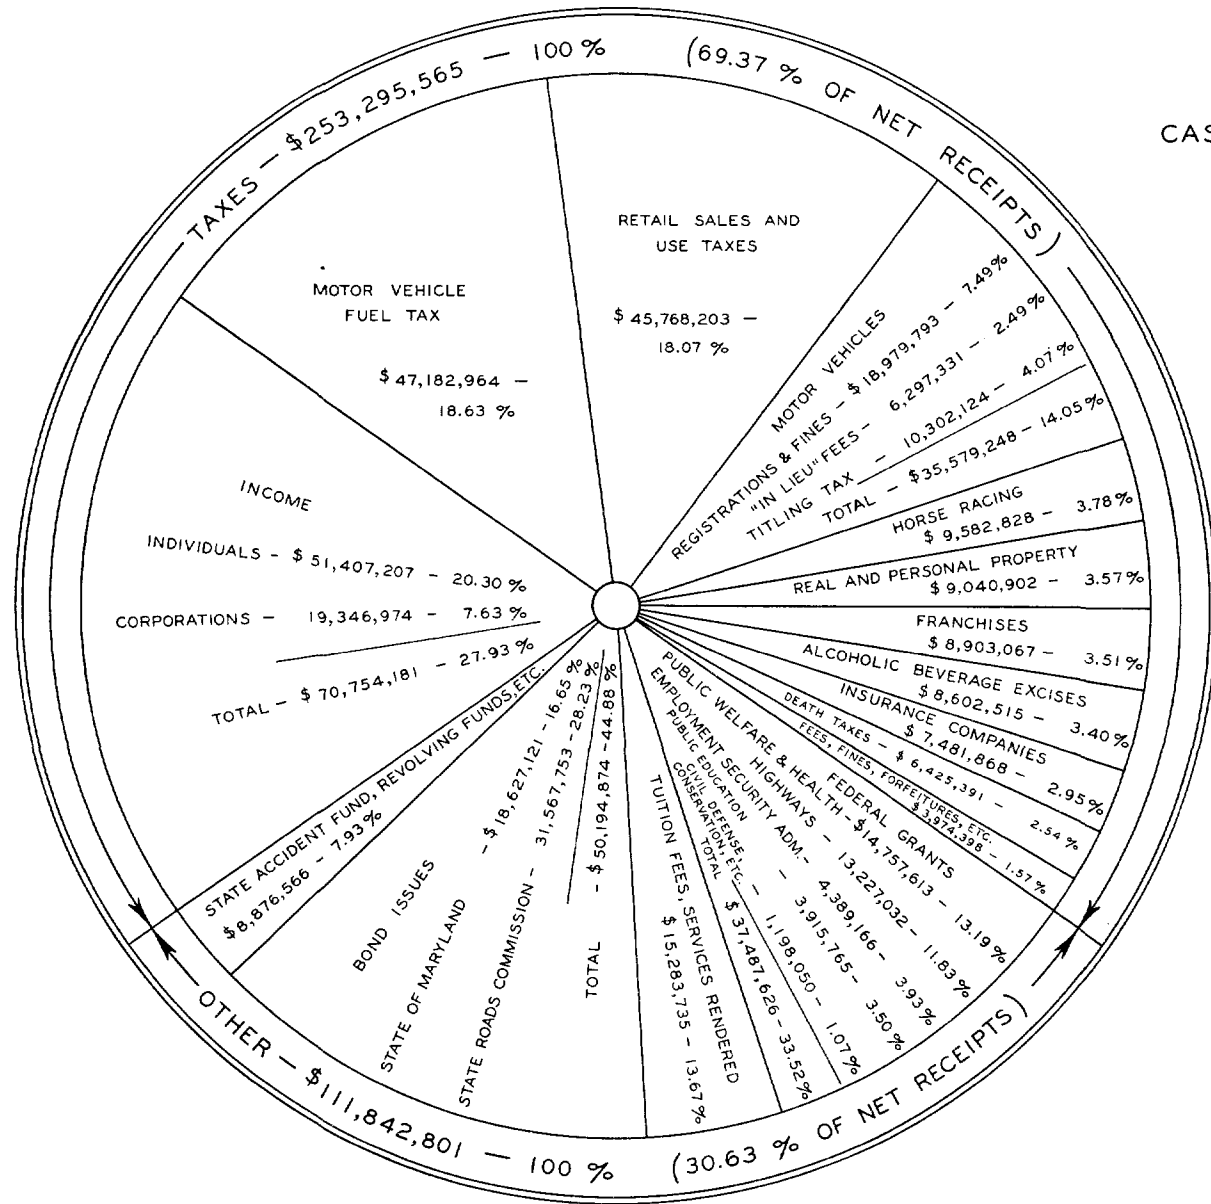 TAXES — $253,295,565 — 100 % (69.37 % OF NET RECEIPTS)
CAS
MOTOR VEHICLE
FUEL TAX
$ 47,182,964 —
18.63 %
RETAIL SALES AND
USE TAXES
$ 45,768,203 —
18.07 %
MOTOR VEHICLES
REGISTRATIONS & FINES — $ 18,979,793 — 7.49%
"IN LIEU" FEES — 6,297,331 — 2.49%
TITLING TAX — 10,302,124 — 4.07%
TOTAL — $35,579,248 — 14.05%
HORSE RACING
$ 9,582,828 — 3.78%
REAL AND PERSONAL PROPERTY
$ 9,040,902 — 3.57%
FRANCHISES
$ 8,903,067 — 3.51%
ALCOHOLIC BEVERAGE EXCISES
$ 8,602,515 — 3.40%
INSURANCE COMPANIES
$ 7,481,868 — 2.95%
DEATH TAXES — $ 6,425,391 — 2.54 %
FEES, FINES, FORFEITURES, ETC.
$3,974,398 — 1.57%
INCOME
INDIVIDUALS — $ 51,407,207 — 20.30 %
CORPORATIONS — 19,346,974 — 7.63 %
TOTAL — $ 70,754,181 — 27.93 %
FEDERAL GRANTS
PUBLIC WELFARE & HEALTH — $14,757,613 — 13.19%
HIGHWAYS — 13,227,032 — 11.83%
EMPLOYMENT SECURITY ADM. — 4,389,166 — 3.93%
PUBLIC EDUCATION — 3,915,765 — 3.50%
CIVIL DEFENSE,
CONSERVATION, ETC. — 1,198,050 — 1.07%
TOTAL $ 37,487,626 — 33.52%
TUITION FEES, SERVICES RENDERED
$ 15,283,735 — 13.67%
BOND ISSUES
STATE OF MARYLAND — $ 18,627,121 — 16.65 %
STATE ROADS COMMISSION — 31,567,753 — 28.23 %
TOTAL — $ 50,194,874 — 44.88 %
STATE ACCIDENT FUND, REVOLVING FUNDS, ETC.
$8,876,566 — 7.93%
OTHER — $111,842,801 — 100 % (30.63 % OF NET RECEIPTS)